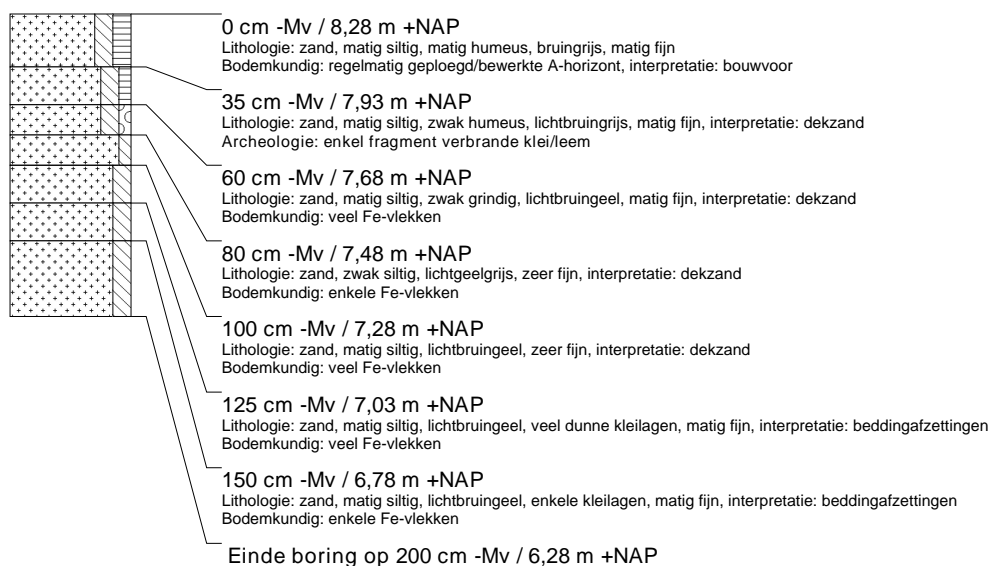 0 cm -Mv / 8,28 m +NAP
Lithologie: zand, matig siltig, matig humeus, bruingrijs, matig fijn
Bodemkundig: regelmatig geploegd/bewerkte A-horizont, interpretatie: bouwvoor
35 cm -Mv / 7,93 m +NAP
Lithologie: zand, matig siltig, zwak humeus, lichtbruingrijs, matig fijn, interpretatie: dekzand
Archeologie: enkel fragment verbrande klei/leem
60 cm -Mv / 7,68 m +NAP
Lithologie: zand, matig siltig, zwak grindig, lichtbruingeel, matig fijn, interpretatie: dekzand
Bodemkundig: veel Fe-vlekken
80 cm -Mv / 7,48 m +NAP
Lithologie: zand, zwak siltig, lichtgeelgrijs, zeer fijn, interpretatie: dekzand
Bodemkundig: enkele Fe-vlekken
100 cm -Mv / 7,28 m +NAP
Lithologie: zand, matig siltig, lichtbruingeel, zeer fijn, interpretatie: dekzand
Bodemkundig: veel Fe-vlekken
125 cm -Mv / 7,03 m +NAP
Lithologie: zand, matig siltig, lichtbruingeel, veel dunne kleilagen, matig fijn, interpretatie: beddingafzettingen
Bodemkundig: veel Fe-vlekken
150 cm -Mv / 6,78 m +NAP
Lithologie: zand, matig siltig, lichtbruingeel, enkele kleilagen, matig fijn, interpretatie: beddingafzettingen
Bodemkundig: enkele Fe-vlekken
Einde boring op 200 cm -Mv / 6,28 m +NAP